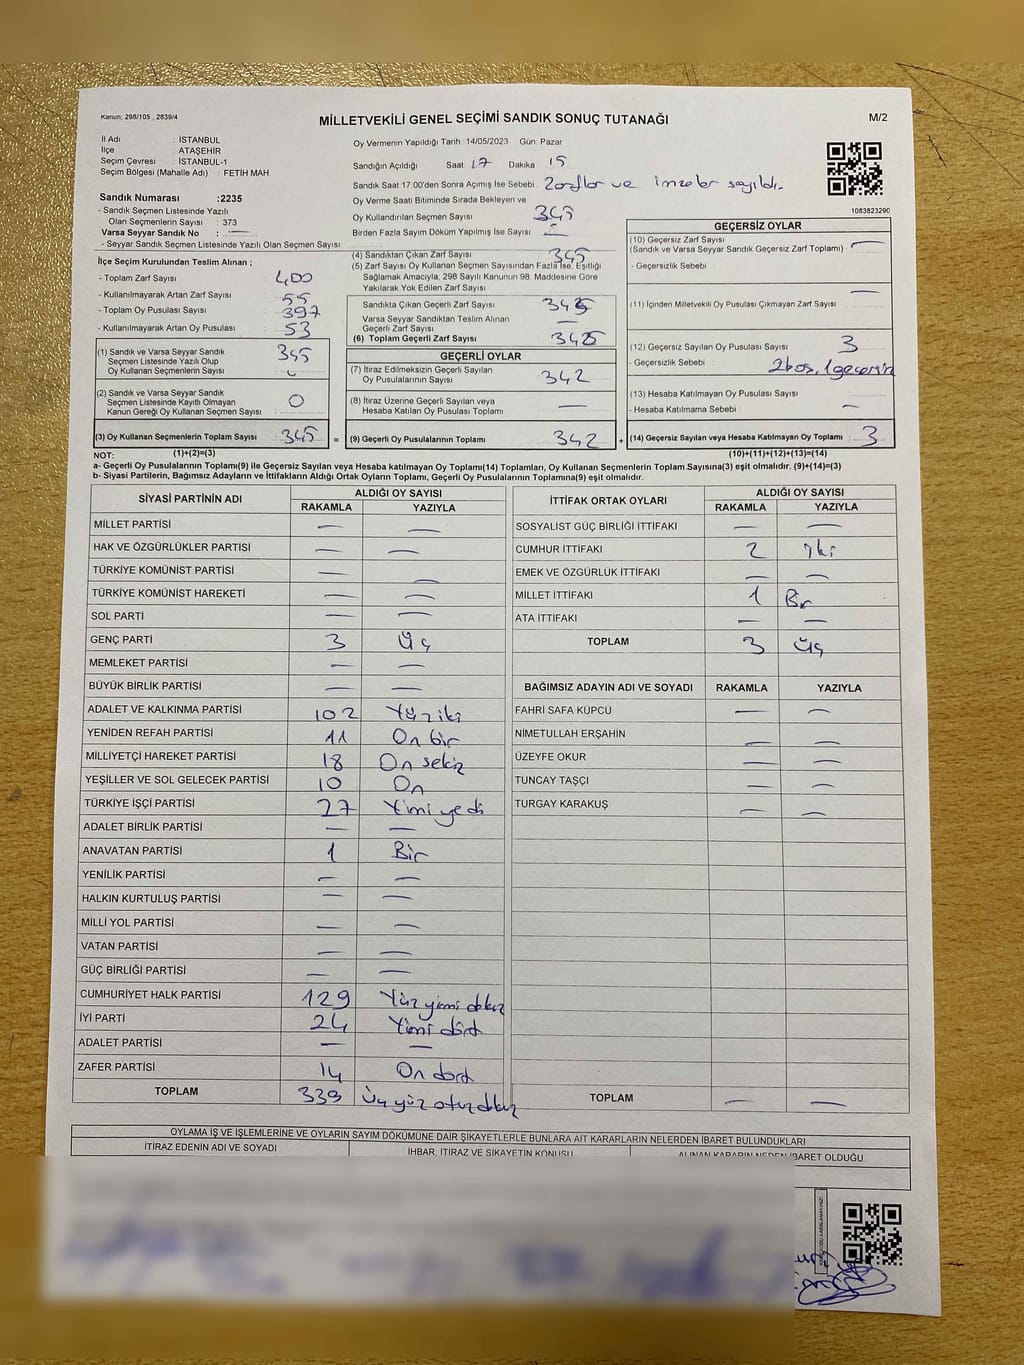 Kanun; 298/105 , 2839/4
MİLLETVEKİLİ GENEL SEÇİMİ SANDIK SONUÇ TUTANAĞI
M/2
İl Adı : İSTANBUL
İlçe : ATAŞEHİR
Seçim Çevresi : İSTANBUL-1
Seçim Bölgesi (Mahalle Adı) : FETİH MAH.
Sandık Numarası :2235
- Sandık Seçmen Listesinde Yazılı
Olan Seçmenlerin Sayısı : 373
Varsa Seyyar Sandık No : —
- Seyyar Sandık Seçmen Listesinde Yazılı Olan Seçmen Sayısı:
Oy Vermenin Yapıldığı Tarih :14/05/2023 Gün: Pazar
Sandığın Açıldığı Saat 17 Dakika 15
Sandık Saat 17:00'den Sonra Açımış İse Sebebi Zarflar ve imzalar sayıldı.
Oy Verme Saati Bitiminde Sırada Bekleyen ve
Oy Kullandırılan Seçmen Sayısı 345
Birden Fazla Sayım Döküm Yapılmış İse Sayısı —
1083823290
İlçe Seçim Kurulundan Teslim Alınan ;
- Toplam Zarf Sayısı 400
- Kullanılmayarak Artan Zarf Sayısı 55
- Toplam Oy Pusulası Sayısı 397
- Kullanılmayarak Artan Oy Pusulası 53
(1) Sandık ve Varsa Seyyar Sandık
Seçmen Listesinde Yazılı Olup
Oy Kullanan Seçmenlerin Sayısı 345
(2) Sandık ve Varsa Seyyar Sandık
Seçmen Listesinde Kayıtlı Olmayan
Kanun Gereği Oy Kullanan Seçmen Sayısı 0
(3) Oy Kullanan Seçmenlerin Toplam Sayısı 345 =
(4) Sandıktan Çıkan Zarf Sayısı 345
(5) Zarf Sayısı Oy Kullanan Seçmen Sayısından Fazla İse, Eşitliği
Sağlamak Amacıyla, 298 Sayılı Kanunun 98. Maddesine Göre
Yakılarak Yok Edilen Zarf Sayısı
Sandıkta Çıkan Geçerli Zarf Sayısı 345
Varsa Seyyar Sandıktan Teslim Alınan
Geçerli Zarf Sayısı —
(6) Toplam Geçerli Zarf Sayısı 345
GEÇERLİ OYLAR
(7) İtiraz Edilmeksizin Geçerli Sayılan
Oy Pusulalarının Sayısı 342
(8) İtiraz Üzerine Geçerli Sayılan veya
Hesaba Katılan Oy Pusulası Toplamı —
(9) Geçerli Oy Pusulalarının Toplamı 342 +
GEÇERSİZ OYLAR
(10) Geçersiz Zarf Sayısı
(Sandık ve Varsa Seyyar Sandık Geçersiz Zarf Toplamı) —
- Geçersizlik Sebebi
(11) İçinden Milletvekili Oy Pusulası Çıkmayan Zarf Sayısı —
(12) Geçersiz Sayılan Oy Pusulası Sayısı 3
- Geçersizlik Sebebi : 2 boş, 1 geçersiz
(13) Hesaba Katılmayan Oy Pusulası Sayısı
- Hesaba Katılmama Sebebi —
(14) Geçersiz Sayılan veya Hesaba Katılmayan Oy Toplamı 3
NOT: (1)+(2)=(3) (10)+(11)+(12)+(13)=(14)
a- Geçerli Oy Pusulalarının Toplamı(9) ile Geçersiz Sayılan veya Hesaba katılmayan Oy Toplamı(14) Toplamları, Oy Kullanan Seçmenlerin Toplam Sayısına(3) eşit olmalıdır. (9)+(14)=(3)
b- Siyasi Partilerin, Bağımsız Adayların ve İttifakların Aldığı Ortak Oyların Toplamı, Geçerli Oy Pusulalarının Toplamına(9) eşit olmalıdır.
SİYASİ PARTİNİN ADI ALDIĞI OY SAYISI
RAKAMLA YAZIYLA
MİLLET PARTİSİ — —
HAK VE ÖZGÜRLÜKLER PARTİSİ — —
TÜRKİYE KOMÜNİST PARTİSİ — —
TÜRKİYE KOMÜNİST HAREKETİ — —
SOL PARTİ — —
GENÇ PARTİ 3 Üç
MEMLEKET PARTİSİ — —
BÜYÜK BİRLİK PARTİSİ — —
ADALET VE KALKINMA PARTİSİ 102 Yüz iki
YENİDEN REFAH PARTİSİ 11 On bir
MİLLİYETÇİ HAREKET PARTİSİ 18 On sekiz
YEŞİLLER VE SOL GELECEK PARTİSİ 10 On
TÜRKİYE İŞÇİ PARTİSİ 27 Yirmi yedi
ADALET BİRLİK PARTİSİ — —
ANAVATAN PARTİSİ 1 Bir
YENİLİK PARTİSİ — —
HALKIN KURTULUŞ PARTİSİ — —
MİLLİ YOL PARTİSİ — —
VATAN PARTİSİ — —
GÜÇ BİRLİĞİ PARTİSİ — —
CUMHURİYET HALK PARTİSİ 129 Yüz yirmi dokuz
İYİ PARTİ 24 Yirmi dört
ADALET PARTİSİ — —
ZAFER PARTİSİ 14 On dört
TOPLAM 339 Üç yüz otuz dokuz
İTTİFAK ORTAK OYLARI ALDIĞI OY SAYISI
RAKAMLA YAZIYLA
SOSYALİST GÜÇ BİRLİĞİ İTTİFAKI — —
CUMHUR İTTİFAKI 2 İki
EMEK VE ÖZGÜRLÜK İTTİFAKI — —
MİLLET İTTİFAKI 1 Bir
ATA İTTİFAKI — —
TOPLAM 3 Üç
BAĞIMSIZ ADAYIN ADI VE SOYADI RAKAMLA YAZIYLA
FAHRİ SAFA KÜPCÜ — —
NİMETULLAH ERŞAHİN — —
ÜZEYFE OKUR — —
TUNCAY TAŞÇI — —
TURGAY KARAKUŞ — —
TOPLAM — —
OYLAMA İŞ VE İŞLEMLERİNE VE OYLARIN SAYIM DÖKÜMÜNE DAİR ŞİKAYETLERLE BUNLARA AİT KARARLARIN NELERDEN İBARET BULUNDUKLARI
İTİRAZ EDENİN ADI VE SOYADI İHBAR, İTİRAZ VE ŞİKAYETİN KONUSU ALINAN KARARIN NEDEN İBARET OLDUĞU